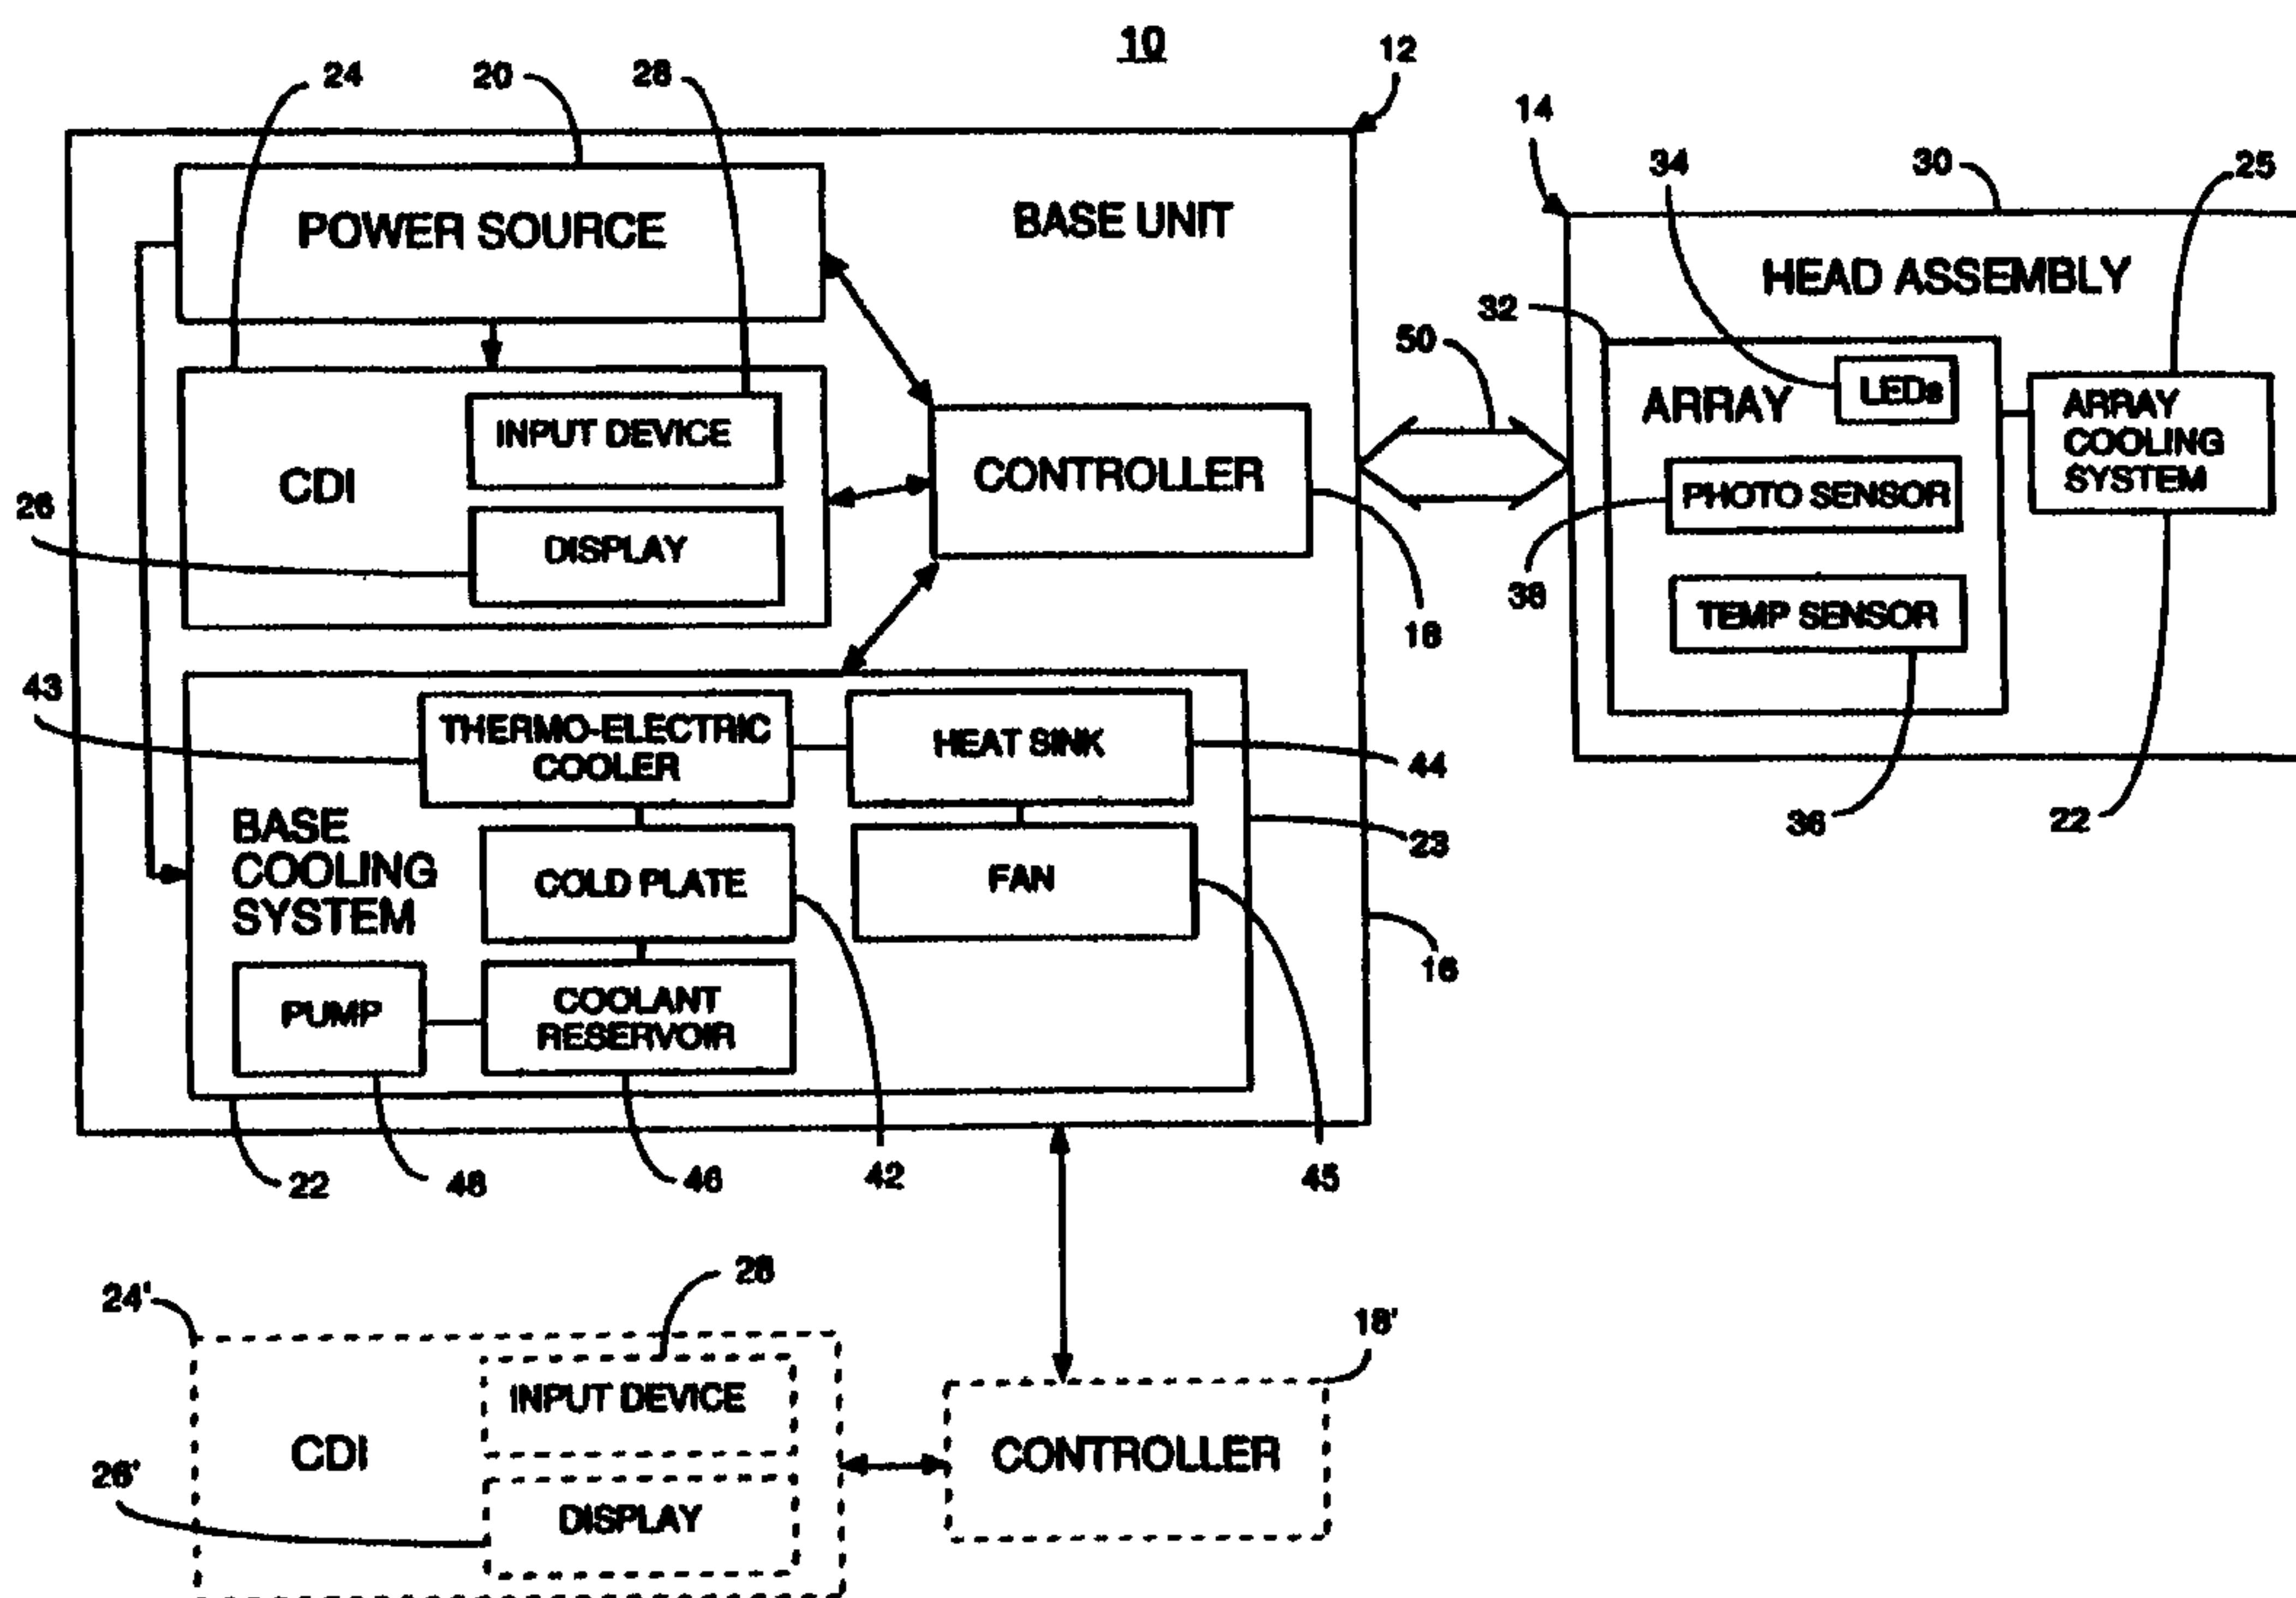 10
12
24
20
28
14
34
30
25
POWER SOURCE
BASE UNIT
HEAD ASSEMBLY
32
50
INPUT DEVICE
CDI
DISPLAY
26
CONTROLLER
18
ARRAY
LEDs
PHOTO SENSOR
38
TEMP SENSOR
36
ARRAY
COOLING
SYSTEM
22
43
THERMO-ELECTRIC
COOLER
HEAT SINK
44
BASE
COOLING
SYSTEM
23
COLD PLATE
FAN
16
PUMP
COOLANT
RESERVOIR
22
48
46
42
45
28
24'
18'
INPUT DEVICE
CDI
CONTROLLER
26'
DISPLAY